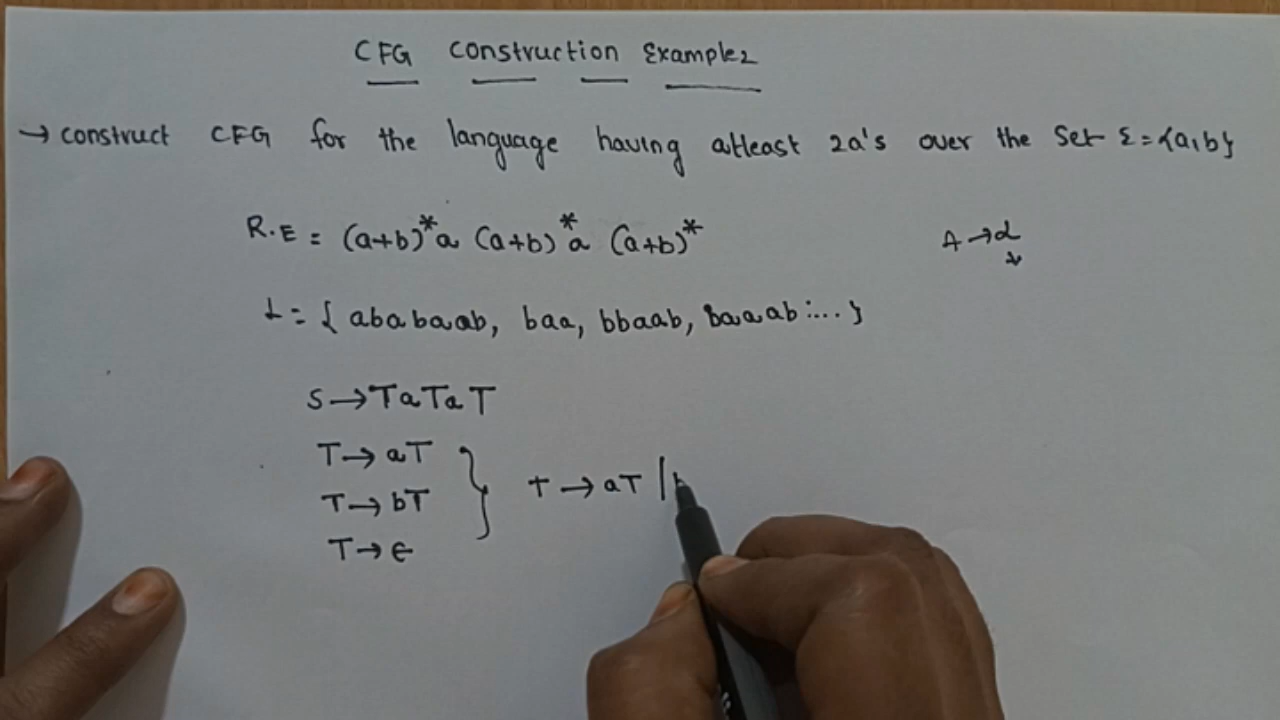 CFG Construction Example2
→ construct CFG for the language having atleast 2a's over the Set Σ = {a,b}
R.E = (a+b)*a (a+b)*a (a+b)*
A → α
L = { ababaab, baa, bbaab, baaab .... }
S → TaTaT
T → aT
T → bT
T → ϵ
T → aT |